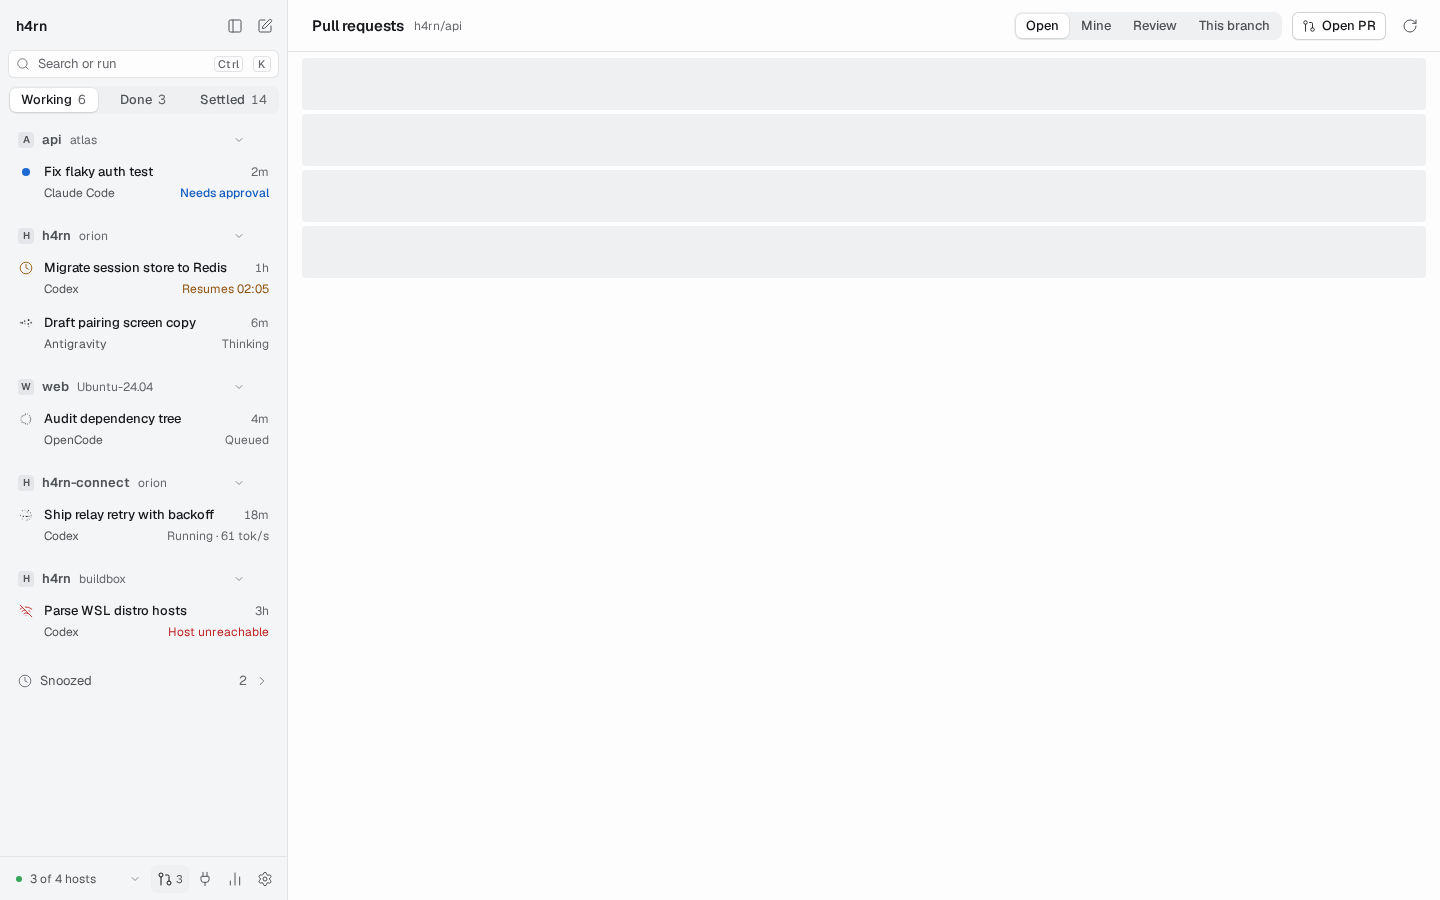 h4rn
Search or run Ctrl K
Working 6 Done 3 Settled 14
A api atlas
Fix flaky auth test 2m
Claude Code Needs approval
H h4rn orion
Migrate session store to Redis 1h
Codex Resumes 02:05
Draft pairing screen copy 6m
Antigravity Thinking
W web Ubuntu-24.04
Audit dependency tree 4m
OpenCode Queued
H h4rn-connect orion
Ship relay retry with backoff 18m
Codex Running · 61 tok/s
H h4rn buildbox
Parse WSL distro hosts 3h
Codex Host unreachable
Snoozed 2
3 of 4 hosts 3
Pull requests h4rn/api Open Mine Review This branch Open PR